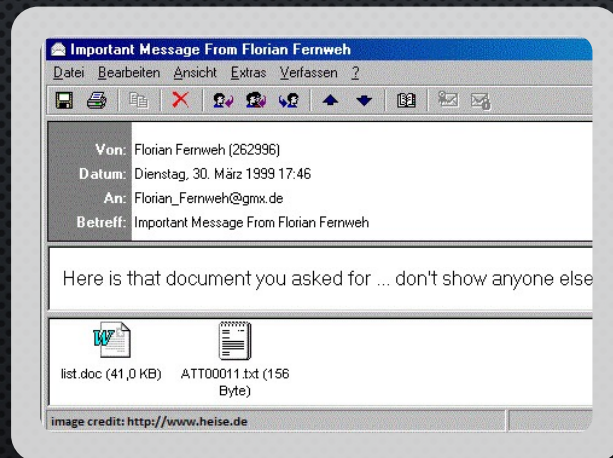 Important Message From Florian Fernweh
Datei Bearbeiten Ansicht Extras Verfassen ?
Von: Florian Fernweh (262996)
Datum: Dienstag, 30. März 1999 17:46
An: Florian_Fernweh@gmx.de
Betreff: Important Message From Florian Fernweh
Here is that document you asked for ... don't show anyone else
list.doc (41,0 KB) ATT00011.txt (156
Byte)
image credit: http://www.heise.de